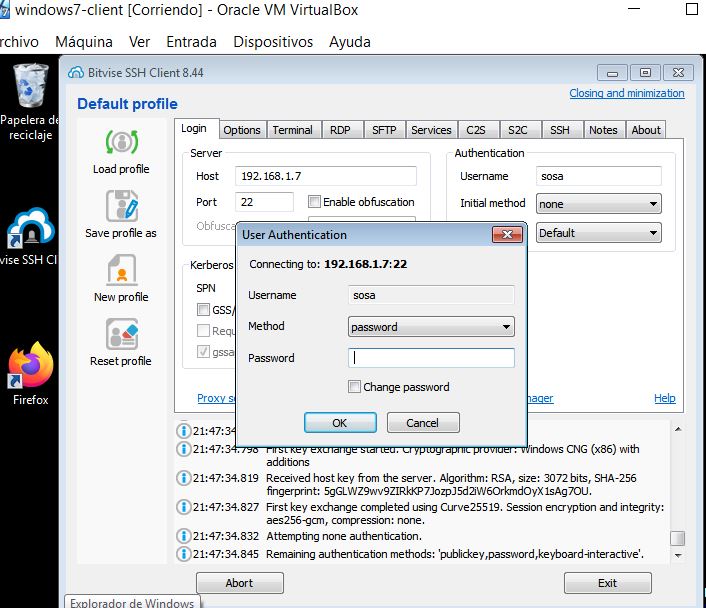 windows7-client [Corriendo] - Oracle VM VirtualBox
rchivo Máquina Ver Entrada Dispositivos Ayuda
Papelera de
reciclaje
vise SSH Cl
Firefox
Bitvise SSH Client 8.44
Default profile
Closing and minimization
Load profile
Save profile as
New profile
Reset profile
Login Options Terminal RDP SFTP Services C2S S2C SSH Notes About
Server
Host 192.168.1.7
Port 22 Enable obfuscation
Obfusca
Kerberos
SPN
GSS/
Requ
gssa
Authentication
Username sosa
Initial method none
Default
User Authentication
Connecting to: 192.168.1.7:22
Username sosa
Method password
Password
Change password
OK Cancel
Proxy se
nager
Help
21:47:34.
21:47:34.798 First key exchange started. Cryptographic provider: Windows CNG (x86) with
additions
21:47:34.819 Received host key from the server. Algorithm: RSA, size: 3072 bits, SHA-256
fingerprint: 5gGLWZ9wv9ZIRkKP7JozpJ5d2iW6OrkmdOyX1sAg7OU.
21:47:34.827 First key exchange completed using Curve25519. Session encryption and integrity:
aes256-gcm, compression: none.
21:47:34.832 Attempting none authentication.
21:47:34.845 Remaining authentication methods: 'publickey,password,keyboard-interactive'.
Abort Exit
Explorador de Windows